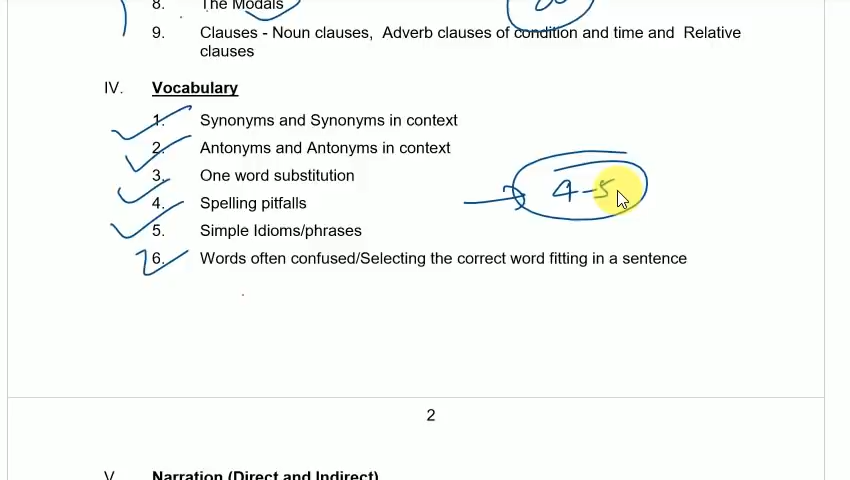 8. The Modals
9. Clauses - Noun clauses, Adverb clauses of condition and time and Relative
clauses
IV. Vocabulary
1. Synonyms and Synonyms in context
2. Antonyms and Antonyms in context
3. One word substitution
4. Spelling pitfalls
4-5
5. Simple Idioms/phrases
6. Words often confused/Selecting the correct word fitting in a sentence
2
V. Narration (Direct and Indirect)